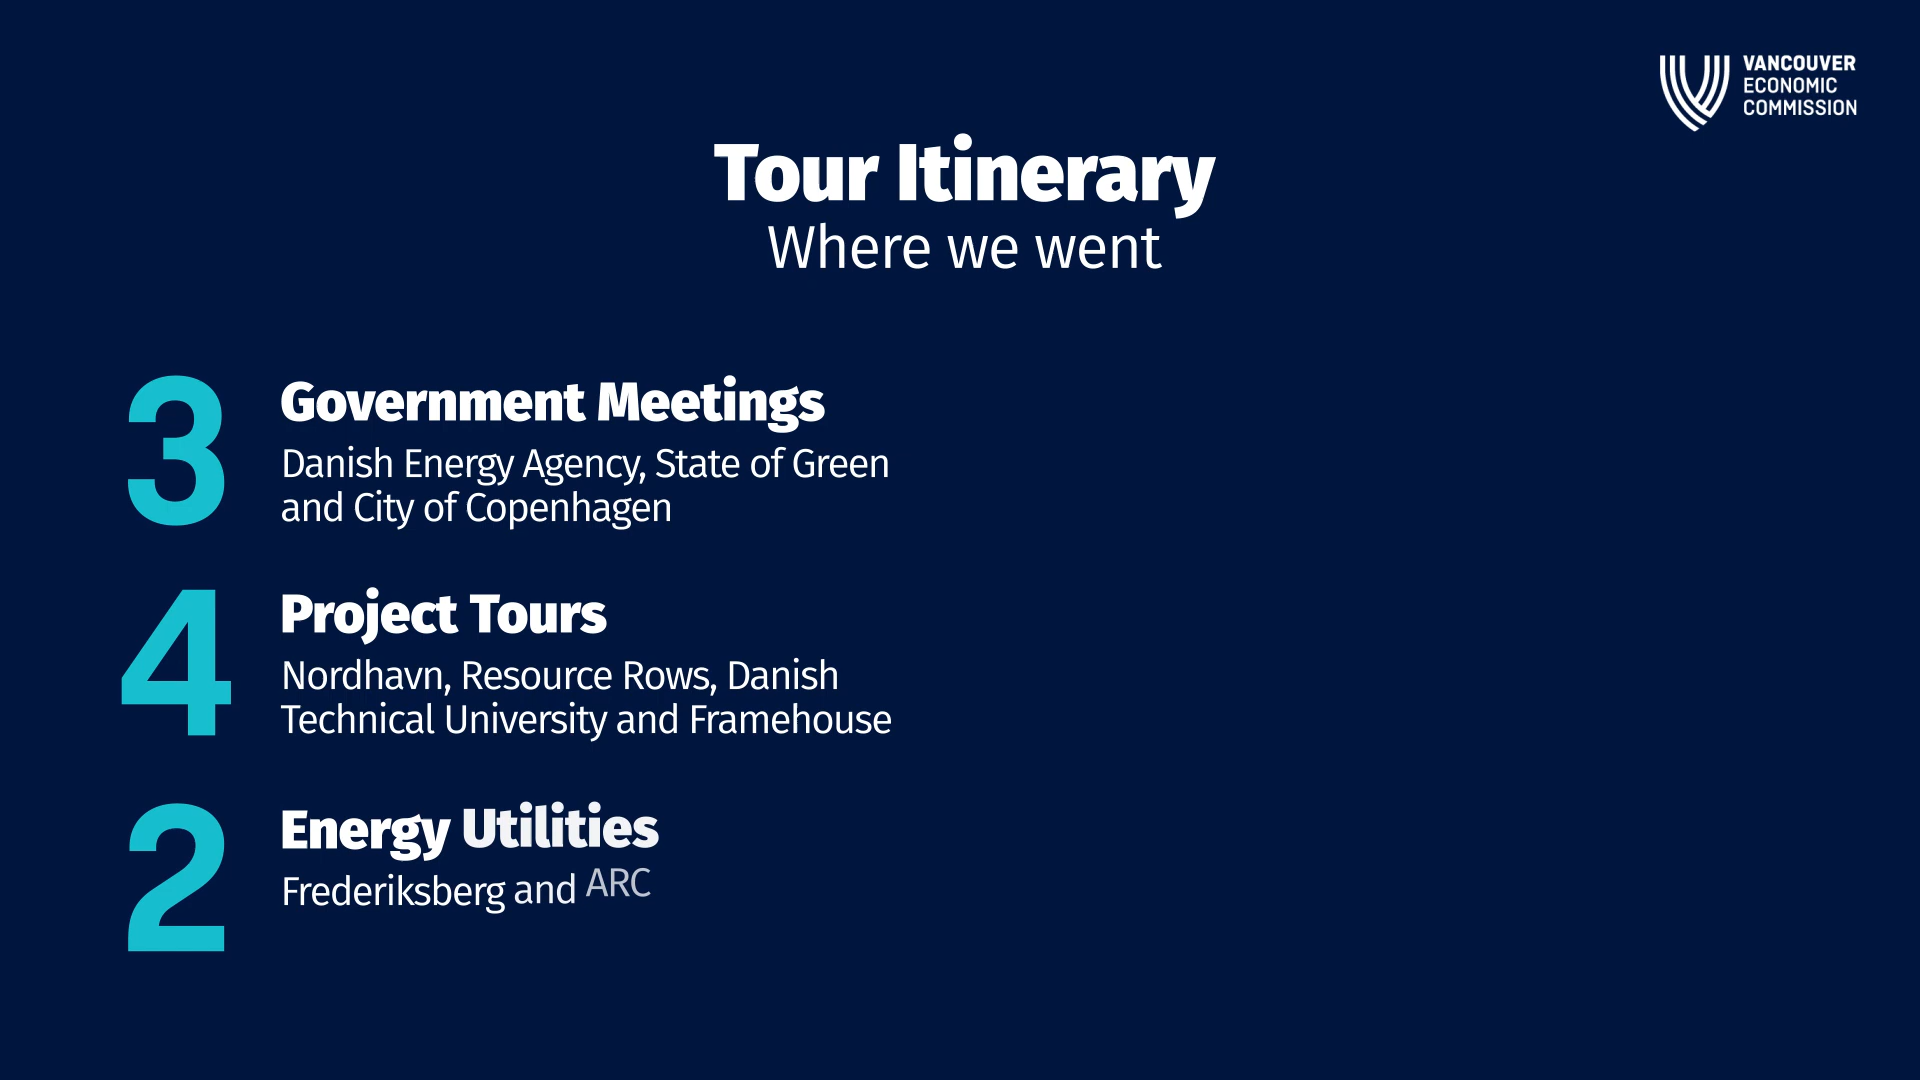 VANCOUVER
ECONOMIC
COMMISSION
Tour Itinerary
Where we went
3
Government Meetings
Danish Energy Agency, State of Green
and City of Copenhagen
4
Project Tours
Nordhavn, Resource Rows, Danish
Technical University and Framehouse
2
Energy Utilities
Frederiksberg and ARC